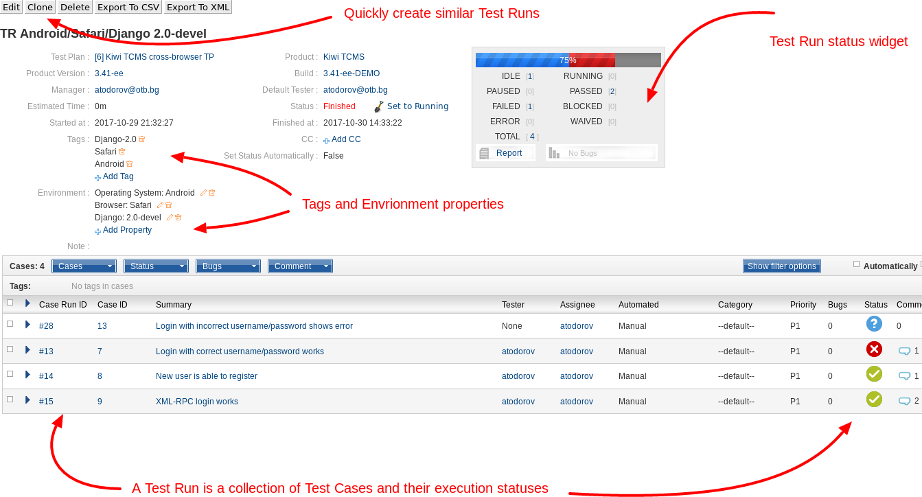 Edit Clone Delete Export To CSV Export To XML
Quickly create similar Test Runs
TR Android/Safari/Django 2.0-devel
Test Run status widget
Test Plan : [6] Kiwi TCMS cross-browser TP Product : Kiwi TCMS
Product Version : 3.41-ee Build : 3.41-ee-DEMO
Manager : atodorov@otb.bg Default Tester : atodorov@otb.bg
Estimated Time : 0m Status : Finished Set to Running
Started at : 2017-10-29 21:32:27 Finished at : 2017-10-30 14:33:22
Tags : Django-2.0 CC : Add CC
Safari Set Status Automatically : False
Android
Add Tag
75%
IDLE [1] RUNNING [0]
PAUSED [0] PASSED [2]
FAILED [1] BLOCKED [0]
ERROR [0] WAIVED [0]
TOTAL [ 4 ]
Report No Bugs
Environment : Operating System: Android
Browser: Safari
Django: 2.0-devel
Add Property
Tags and Envrionment properties
Note :
Cases: 4 Cases Status Bugs Comment Show filter options Automatically
Tags: No tags in cases
Case Run ID Case ID Summary Tester Assignee Automated Category Priority Bugs Status Comm
#28 13 Login with incorrect username/password shows error None atodorov Manual --default-- P1 0 ? 0
#13 7 Login with correct username/password works atodorov atodorov Manual --default-- P1 0 1
#14 8 New user is able to register atodorov atodorov Manual --default-- P1 0 1
#15 9 XML-RPC login works atodorov atodorov Manual --default-- P1 0 2
A Test Run is a collection of Test Cases and their execution statuses